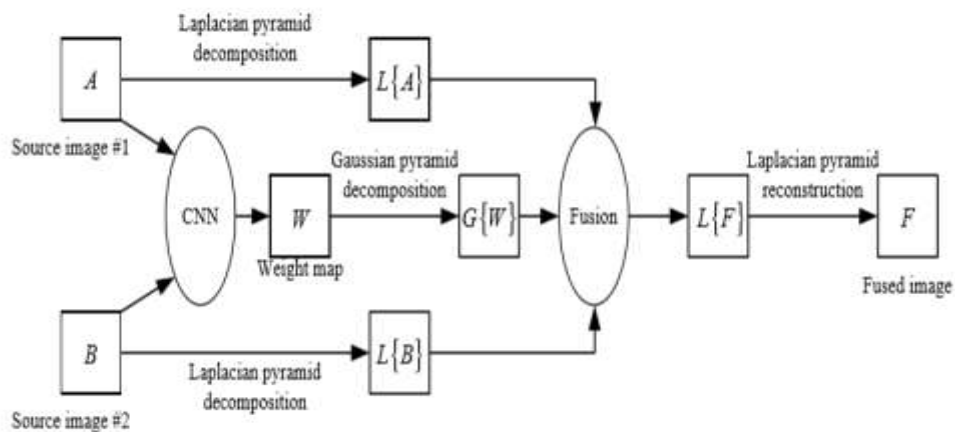 Laplacian pyramid
decomposition
A
L{A}
Source image #1
Gaussian pyramid
decomposition
Laplacian pyramid
reconstruction
CNN
W
G{W}
Fusion
L{F}
F
Weight map
Fused image
B
L{B}
Laplacian pyramid
decomposition
Source image #2